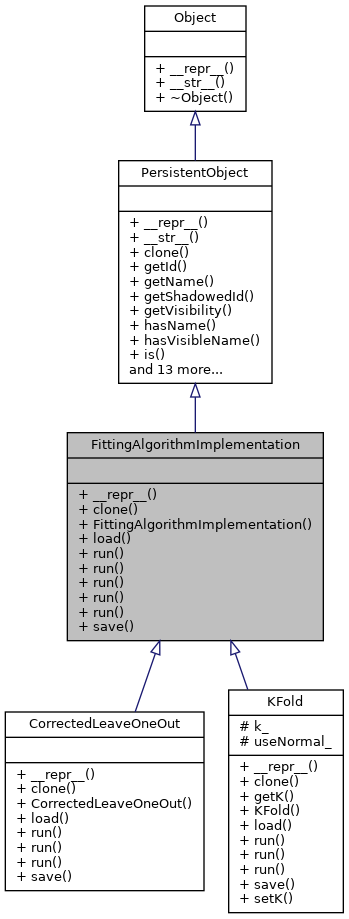 Object
+ __repr__()
+ __str__()
+ ~Object()
PersistentObject
+ __repr__()
+ __str__()
+ clone()
+ getId()
+ getName()
+ getShadowedId()
+ getVisibility()
+ hasName()
+ hasVisibleName()
+ is()
and 13 more...
FittingAlgorithmImplementation
+ __repr__()
+ clone()
+ FittingAlgorithmImplementation()
+ load()
+ run()
+ run()
+ run()
+ run()
+ run()
+ save()
CorrectedLeaveOneOut
+ __repr__()
+ clone()
+ CorrectedLeaveOneOut()
+ load()
+ run()
+ run()
+ run()
+ save()
KFold
# k_
# useNormal_
+ __repr__()
+ clone()
+ getK()
+ KFold()
+ load()
+ run()
+ run()
+ run()
+ save()
+ setK()